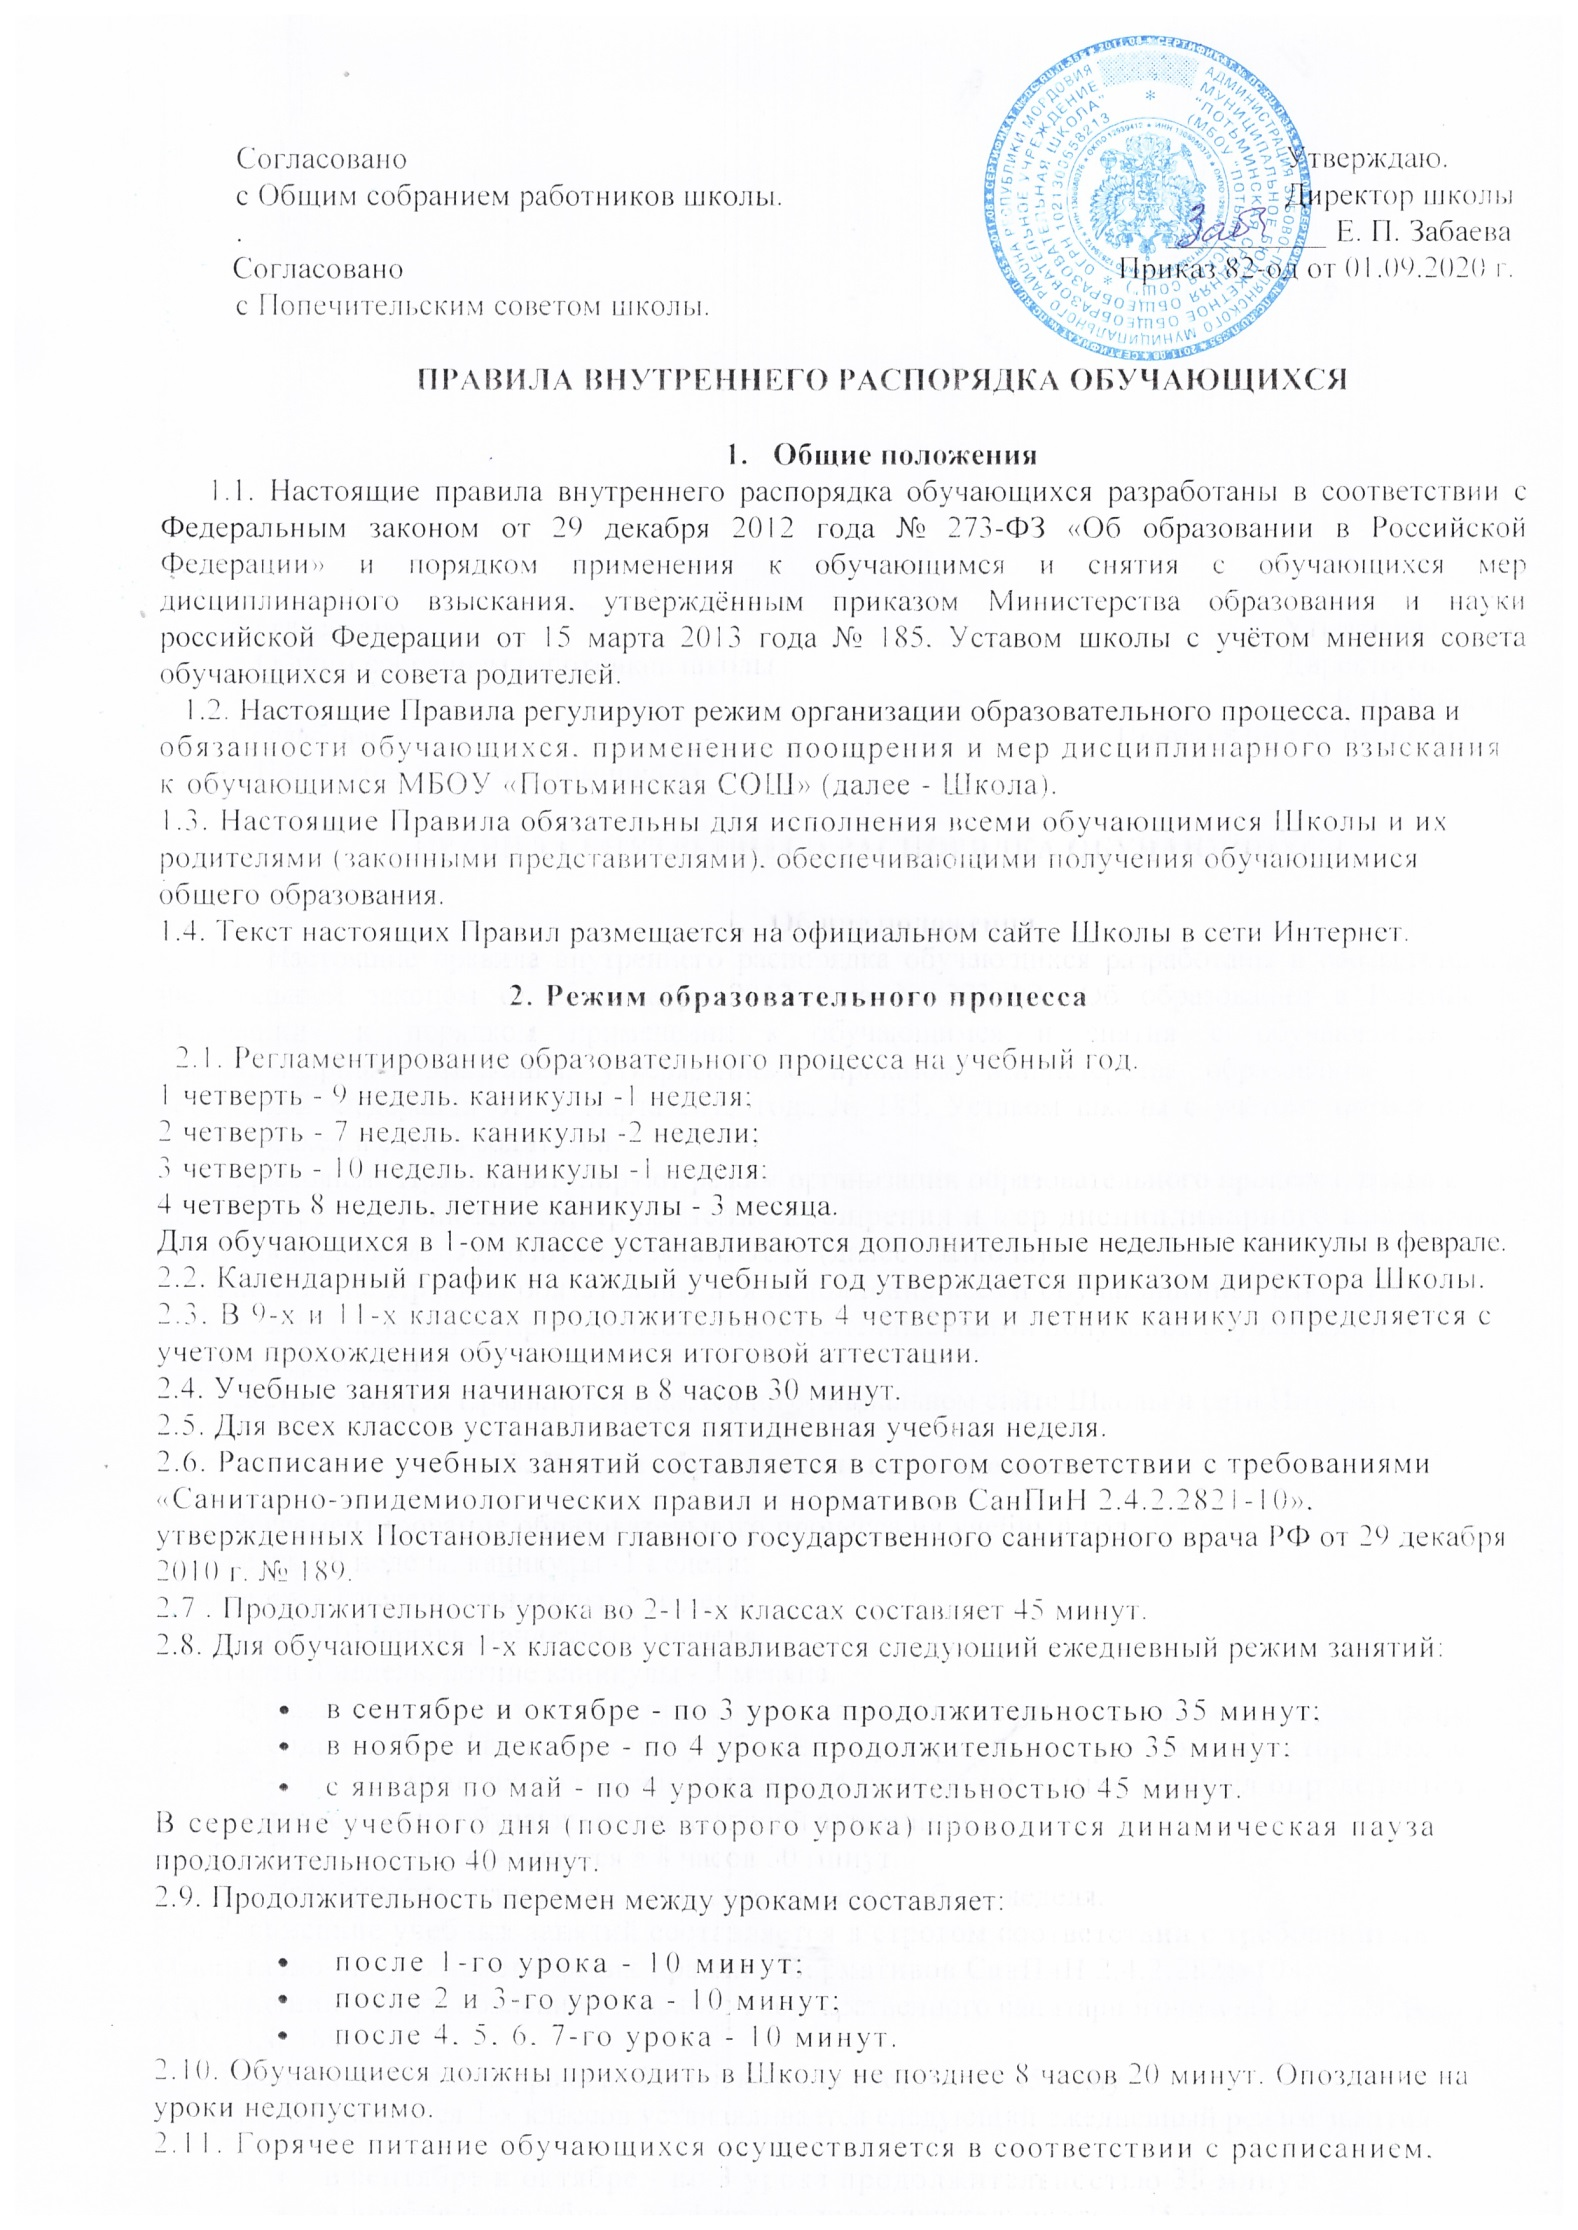 Согласовано
Утверждаю.
с Общим собранием работников школы.
Директор школы
Е. П. Забаева
Согласовано
Приказ 82-од от 01.09.2020 г.
с Попечительским советом школы.
ПРАВИЛА ВНУТРЕННЕГО РАСПОРЯДКА ОБУЧАЮЩИХСЯ
1. Общие положения
1.1. Настоящие правила внутреннего распорядка обучающихся разработаны в соответствии с
Федеральным законом от 29 декабря 2012 года № 273-ФЗ «Об образовании в Российской
Федерации» и порядком применения к обучающимся и снятия с обучающихся мер
дисциплинарного взыскания, утверждённым приказом Министерства образования и науки
российской Федерации от 15 марта 2013 года № 185, Уставом школы с учётом мнения совета
обучающихся и совета родителей.
1.2. Настоящие Правила регулируют режим организации образовательного процесса, права и
обязанности обучающихся, применение поощрения и мер дисциплинарного взыскания
к обучающимся МБОУ «Потьминская СОШ» (далее - Школа).
1.3. Настоящие Правила обязательны для исполнения всеми обучающимися Школы и их
родителями (законными представителями), обеспечивающими получения обучающимися
общего образования.
1.4. Текст настоящих Правил размещается на официальном сайте Школы в сети Интернет.
2. Режим образовательного процесса
2.1. Регламентирование образовательного процесса на учебный год.
1 четверть - 9 недель, каникулы -1 неделя;
2 четверть - 7 недель, каникулы -2 недели;
3 четверть - 10 недель, каникулы -1 неделя;
4 четверть 8 недель, летние каникулы - 3 месяца.
Для обучающихся в 1-ом классе устанавливаются дополнительные недельные каникулы в феврале.
2.2. Календарный график на каждый учебный год утверждается приказом директора Школы.
2.3. В 9-х и 11-х классах продолжительность 4 четверти и летник каникул определяется с
учетом прохождения обучающимися итоговой аттестации.
2.4. Учебные занятия начинаются в 8 часов 30 минут.
2.5. Для всех классов устанавливается пятидневная учебная неделя.
2.6. Расписание учебных занятий составляется в строгом соответствии с требованиями
«Санитарно-эпидемиологических правил и нормативов СанПиН 2.4.2.2821-10»,
утвержденных Постановлением главного государственного санитарного врача РФ от 29 декабря
2010 г. № 189.
2.7 . Продолжительность урока во 2-11-х классах составляет 45 минут.
2.8. Для обучающихся 1-х классов устанавливается следующий ежедневный режим занятий:
• в сентябре и октябре - по 3 урока продолжительностью 35 минут;
• в ноябре и декабре - по 4 урока продолжительностью 35 минут;
• с января по май - по 4 урока продолжительностью 45 минут.
В середине учебного дня (после второго урока) проводится динамическая пауза
продолжительностью 40 минут.
2.9. Продолжительность перемен между уроками составляет:
• после 1-го урока - 10 минут;
• после 2 и 3-го урока - 10 минут;
• после 4, 5, 6, 7-го урока - 10 минут.
2.10. Обучающиеся должны приходить в Школу не позднее 8 часов 20 минут. Опоздание на
уроки недопустимо.
2.11. Горячее питание обучающихся осуществляется в соответствии с расписанием,